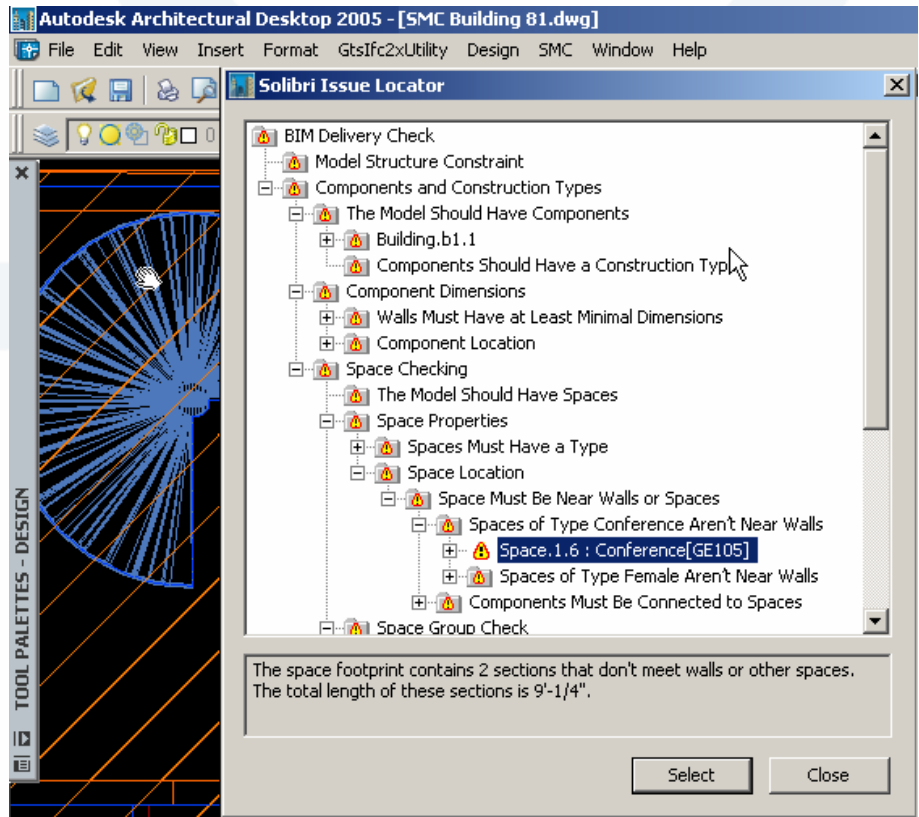 Autodesk Architectural Desktop 2005 - [SMC Building 81.dwg]
File Edit View Insert Format GtsIfc2xUtility Design SMC Window Help
0
Solibri Issue Locator
BIM Delivery Check
Model Structure Constraint
Components and Construction Types
The Model Should Have Components
Building.b1.1
Components Should Have a Construction
Component Dimensions
Walls Must Have at Least Minimal Dimensions
Component Location
Space Checking
The Model Should Have Spaces
Space Properties
Spaces Must Have a Type
Space Location
Space Must Be Near Walls or Spaces
Spaces of Type Conference Aren't Near Walls
Space.1.6 : Conference[GE105]
Spaces of Type Female Aren't Near Walls
Components Must Be Connected to Spaces
Space Group Check
The space footprint contains 2 sections that don't meet walls or other spaces.
The total length of these sections is 9'-1/4".
Select Close
TOOL PALETTES - DESIGN